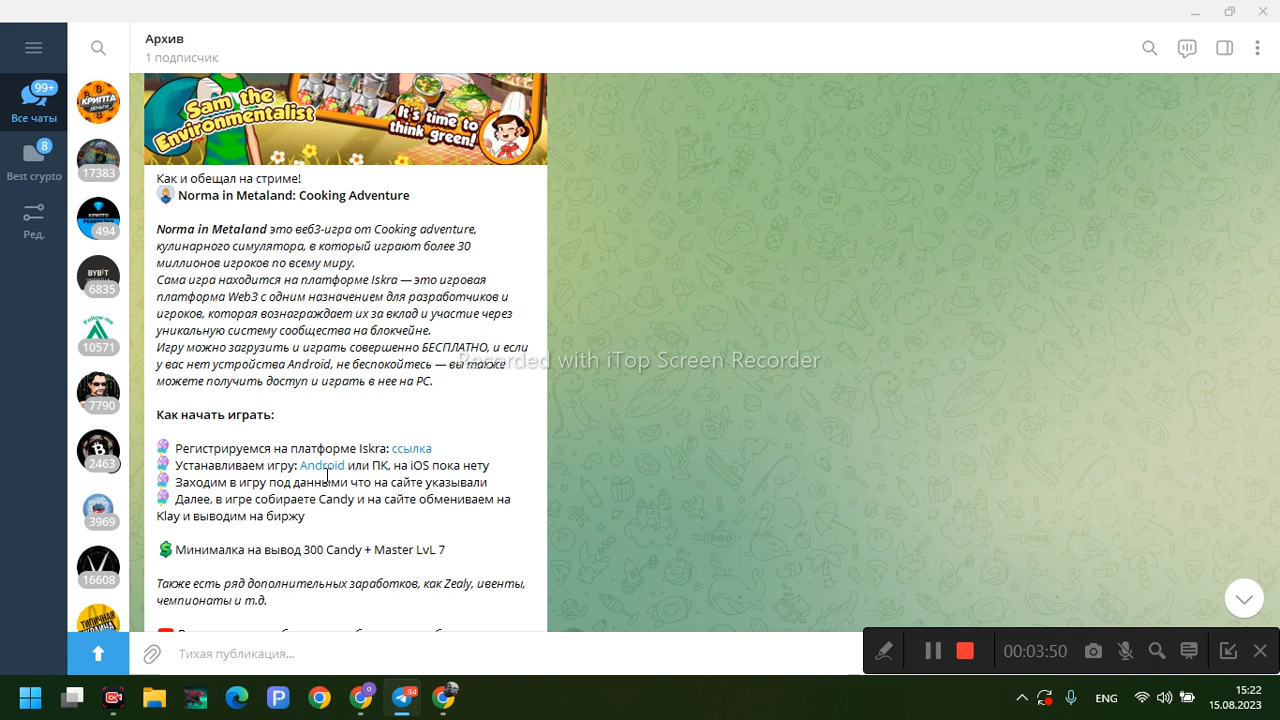 Архив
1 подписчик
99+
Все чаты
8
Best crypto
Ред.
КРИПТА
ДЕНЬГИ
17383
494
BYBIT
6835
Follow me
10571
7790
2463
3969
16608
ТИПИЧНАЯ
Sam the
Environmentalist
It's time to
think green!
Как и обещал на стриме!
Norma in Metaland: Cooking Adventure
Norma in Metaland это веб3-игра от Cooking adventure,
кулинарного симулятора, в который играют более 30
миллионов игроков по всему миру.
Сама игра находится на платформе Iskra — это игровая
платформа Web3 с одним назначением для разработчиков и
игроков, которая вознаграждает их за вклад и участие через
уникальную систему сообщества на блокчейне.
Игру можно загрузить и играть совершенно БЕСПЛАТНО, и если
у вас нет устройства Android, не беспокойтесь — вы также
можете получить доступ и играть в нее на PC.
Recorded with iTop Screen Recorder
Как начать играть:
Регистрируемся на платформе Iskra: ссылка
Устанавливаем игру: Android или ПК, на iOS пока нету
Заходим в игру под данными что на сайте указывали
Далее, в игре собираете Candy и на сайте обмениваем на
Klay и выводим на биржу
Минималка на вывод 300 Candy + Master LvL 7
Также есть ряд дополнительных заработков, как Zealy, ивенты,
чемпионаты и т.д.
Тихая публикация...
00:03:50
94
ENG
15:22
15.08.2023